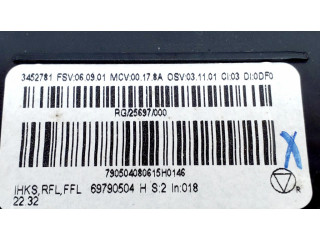 3452781 FSV:06.09.01 MCV:00.17.8A OSV:03.11.01 CI:03 DI:0DF0
RG/25697/000
790504080615H0146
IHKS,RFL,FFL 69790504 H S:2 In:018
22.32
R